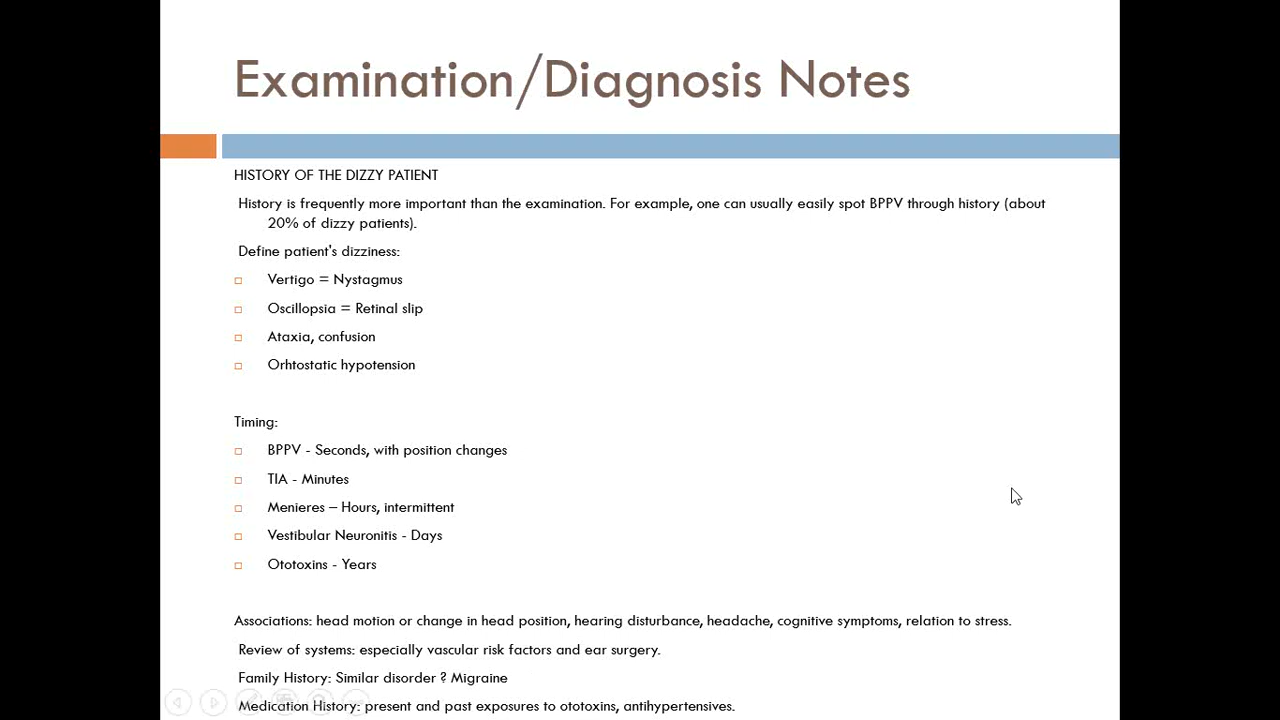 Examination/Diagnosis Notes
HISTORY OF THE DIZZY PATIENT
History is frequently more important than the examination. For example, one can usually easily spot BPPV through history (about
20% of dizzy patients).
Define patient's dizziness:
Vertigo = Nystagmus
Oscillopsia = Retinal slip
Ataxia, confusion
Orhtostatic hypotension
Timing:
BPPV - Seconds, with position changes
TIA - Minutes
Menieres – Hours, intermittent
Vestibular Neuronitis - Days
Ototoxins - Years
Associations: head motion or change in head position, hearing disturbance, headache, cognitive symptoms, relation to stress.
Review of systems: especially vascular risk factors and ear surgery.
Family History: Similar disorder ? Migraine
Medication History: present and past exposures to ototoxins, antihypertensives.